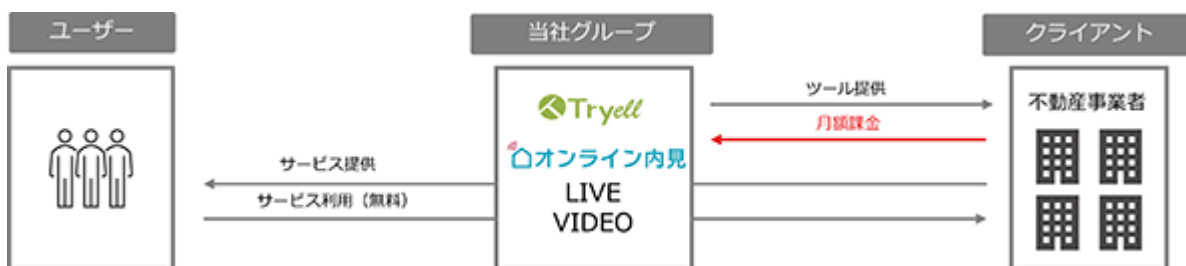 ユーザー
当社グループ
クライアント
Tryell
オンライン内見
LIVE
VIDEO
サービス提供
サービス利用(無料)
ツール提供
月額課金
不動産事業者